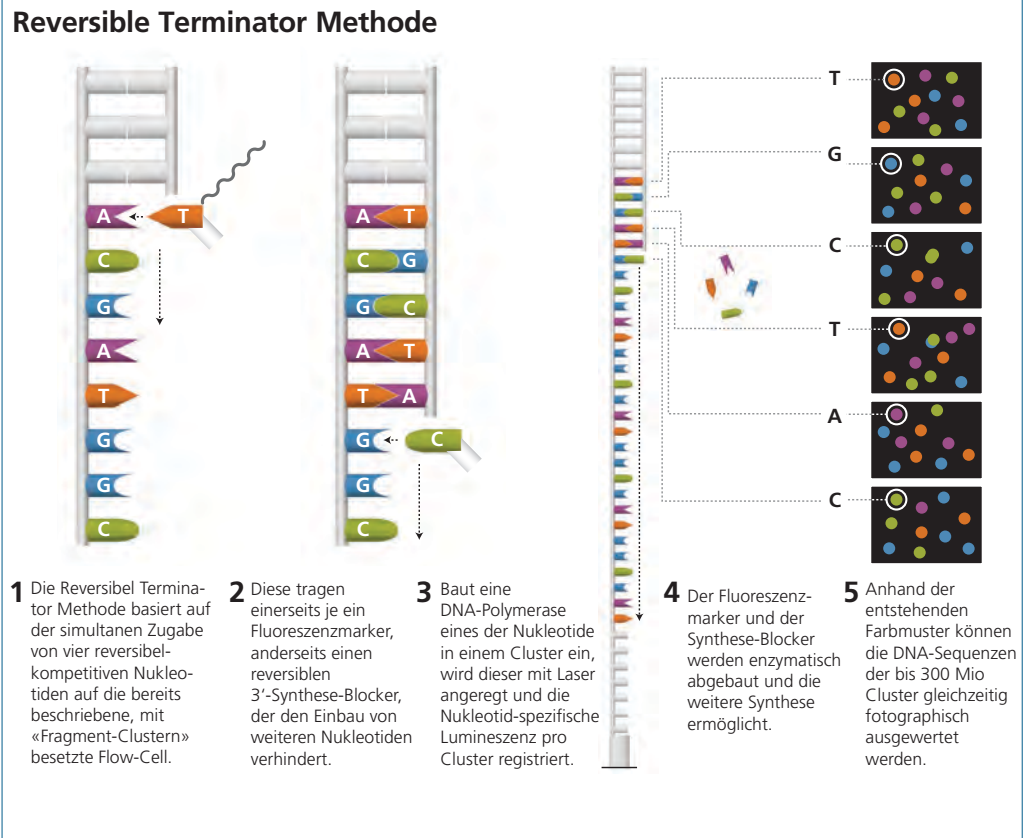 Reversible Terminator Methode
A T
C
G
A
T
G
G
C
A T
C G
G C
A T
T A
G C
G
C
T
G
C
T
A
C
1 Die Reversibel Termina-
tor Methode basiert auf
der simultanen Zugabe
von vier reversibel-
kompetitiven Nukleo-
tiden auf die bereits
beschriebene, mit
«Fragment-Clustern»
besetzte Flow-Cell.
2 Diese tragen
einerseits je ein
Fluoreszenzmarker,
anderseits einen
reversiblen
3’-Synthese-Blocker,
der den Einbau von
weiteren Nukleotiden
verhindert.
3 Baut eine
DNA-Polymerase
eines der Nukleotide
in einem Cluster ein,
wird dieser mit Laser
angeregt und die
Nukleotid-spezifische
Lumineszenz pro
Cluster registriert.
4 Der Fluoreszenz-
marker und der
Synthese-Blocker
werden enzymatisch
abgebaut und die
weitere Synthese
ermöglicht.
5 Anhand der
entstehenden
Farbmuster können
die DNA-Sequenzen
der bis 300 Mio
Cluster gleichzeitig
fotographisch
ausgewertet
werden.